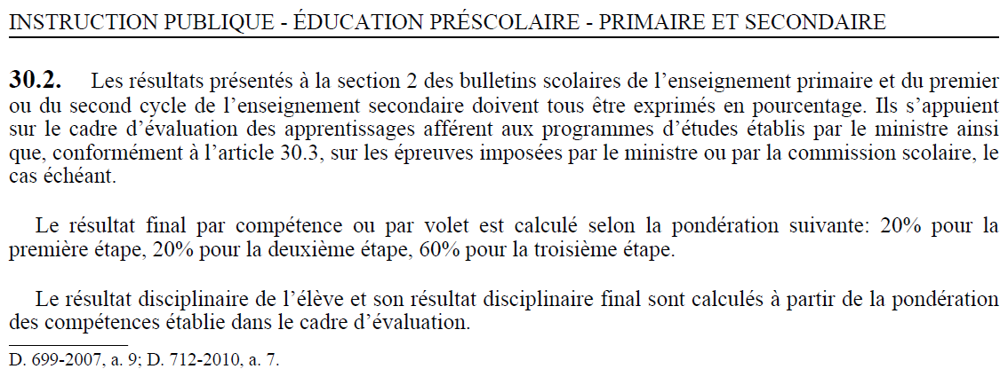 INSTRUCTION PUBLIQUE - ÉDUCATION PRÉSCOLAIRE - PRIMAIRE ET SECONDAIRE
30.2. Les résultats présentés à la section 2 des bulletins scolaires de l’enseignement primaire et du premier
ou du second cycle de l’enseignement secondaire doivent tous être exprimés en pourcentage. Ils s’appuient
sur le cadre d’évaluation des apprentissages afférent aux programmes d’études établis par le ministre ainsi
que, conformément à l’article 30.3, sur les épreuves imposées par le ministre ou par la commission scolaire, le
cas échéant.
Le résultat final par compétence ou par volet est calculé selon la pondération suivante: 20% pour la
première étape, 20% pour la deuxième étape, 60% pour la troisième étape.
Le résultat disciplinaire de l’élève et son résultat disciplinaire final sont calculés à partir de la pondération
des compétences établie dans le cadre d’évaluation.
D. 699-2007, a. 9; D. 712-2010, a. 7.